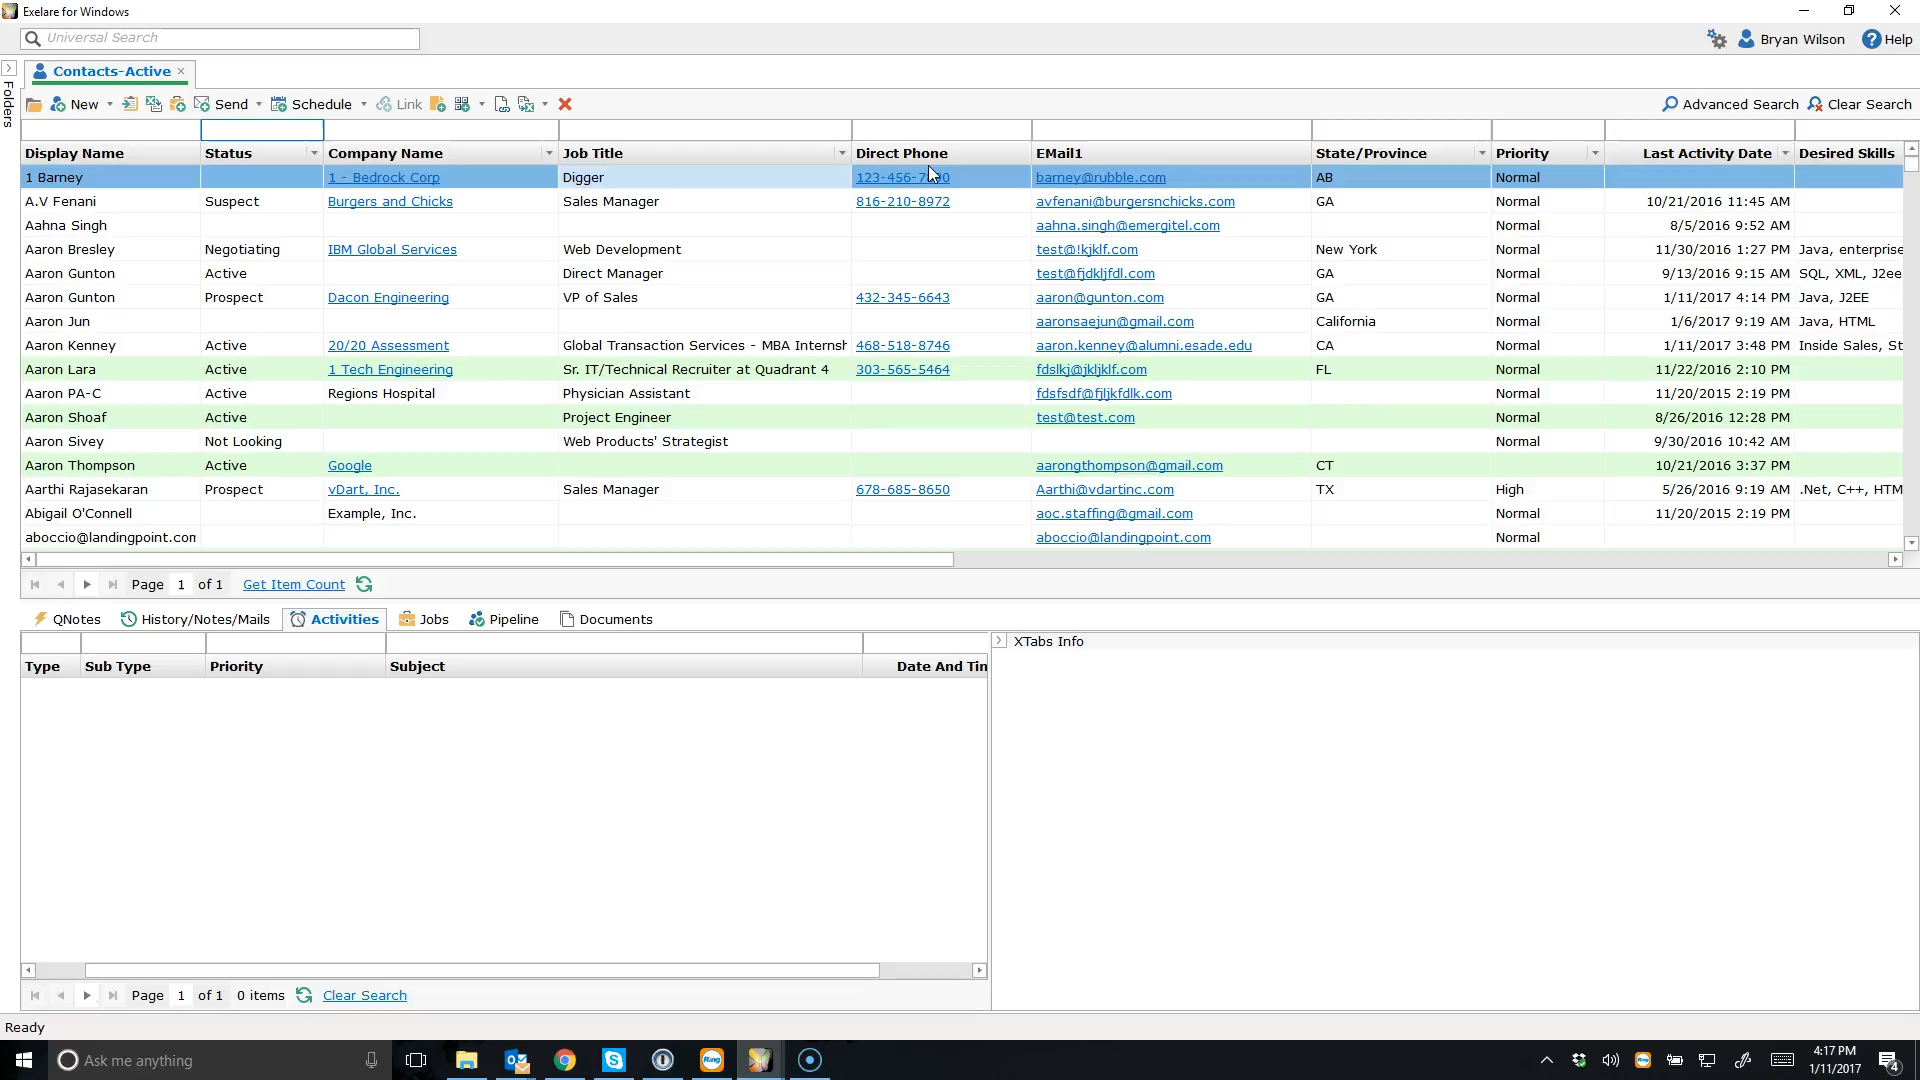 Exelare for Windows
Universal Search
Bryan Wilson Help
Folders
Contacts-Active ×
New Send Schedule Link Advanced Search Clear Search
Display Name Status Company Name Job Title Direct Phone EMail1 State/Province Priority Last Activity Date Desired Skills
1 Barney 1 - Bedrock Corp Digger 123-456-7 0 barney@rubble.com AB Normal
A.V Fenani Suspect Burgers and Chicks Sales Manager 816-210-8972 avfenani@burgersnchicks.com GA Normal 10/21/2016 11:45 AM
Aahna Singh aahna.singh@emergitel.com Normal 8/5/2016 9:52 AM
Aaron Bresley Negotiating IBM Global Services Web Development test@!kjklf.com New York Normal 11/30/2016 1:27 PM Java, enterprise
Aaron Gunton Active Direct Manager test@fjdkljfdl.com GA Normal 9/13/2016 9:15 AM SQL, XML, J2ee
Aaron Gunton Prospect Dacon Engineering VP of Sales 432-345-6643 aaron@gunton.com GA Normal 1/11/2017 4:14 PM Java, J2EE
Aaron Jun aaronsaejun@gmail.com California Normal 1/6/2017 9:19 AM Java, HTML
Aaron Kenney Active 20/20 Assessment Global Transaction Services - MBA Internsh 468-518-8746 aaron.kenney@alumni.esade.edu CA Normal 1/11/2017 3:48 PM Inside Sales, St
Aaron Lara Active 1 Tech Engineering Sr. IT/Technical Recruiter at Quadrant 4 303-565-5464 fdslkj@jkljklf.com FL Normal 11/22/2016 2:10 PM
Aaron PA-C Active Regions Hospital Physician Assistant fdsfsdf@fjljkfdlk.com Normal 11/20/2015 2:19 PM
Aaron Shoaf Active Project Engineer test@test.com Normal 8/26/2016 12:28 PM
Aaron Sivey Not Looking Web Products' Strategist Normal 9/30/2016 10:42 AM
Aaron Thompson Active Google aarongthompson@gmail.com CT 10/21/2016 3:37 PM
Aarthi Rajasekaran Prospect vDart, Inc. Sales Manager 678-685-8650 Aarthi@vdartinc.com TX High 5/26/2016 9:19 AM .Net, C++, HTM
Abigail O'Connell Example, Inc. aoc.staffing@gmail.com Normal 11/20/2015 2:19 PM
aboccio@landingpoint.com aboccio@landingpoint.com Normal
Page 1 of 1 Get Item Count
QNotes History/Notes/Mails Activities Jobs Pipeline Documents
XTabs Info
Type Sub Type Priority Subject Date And Tim
Page 1 of 1 0 items Clear Search
Ready
Ask me anything
Ring
Ring
4:17 PM
1/11/2017
4